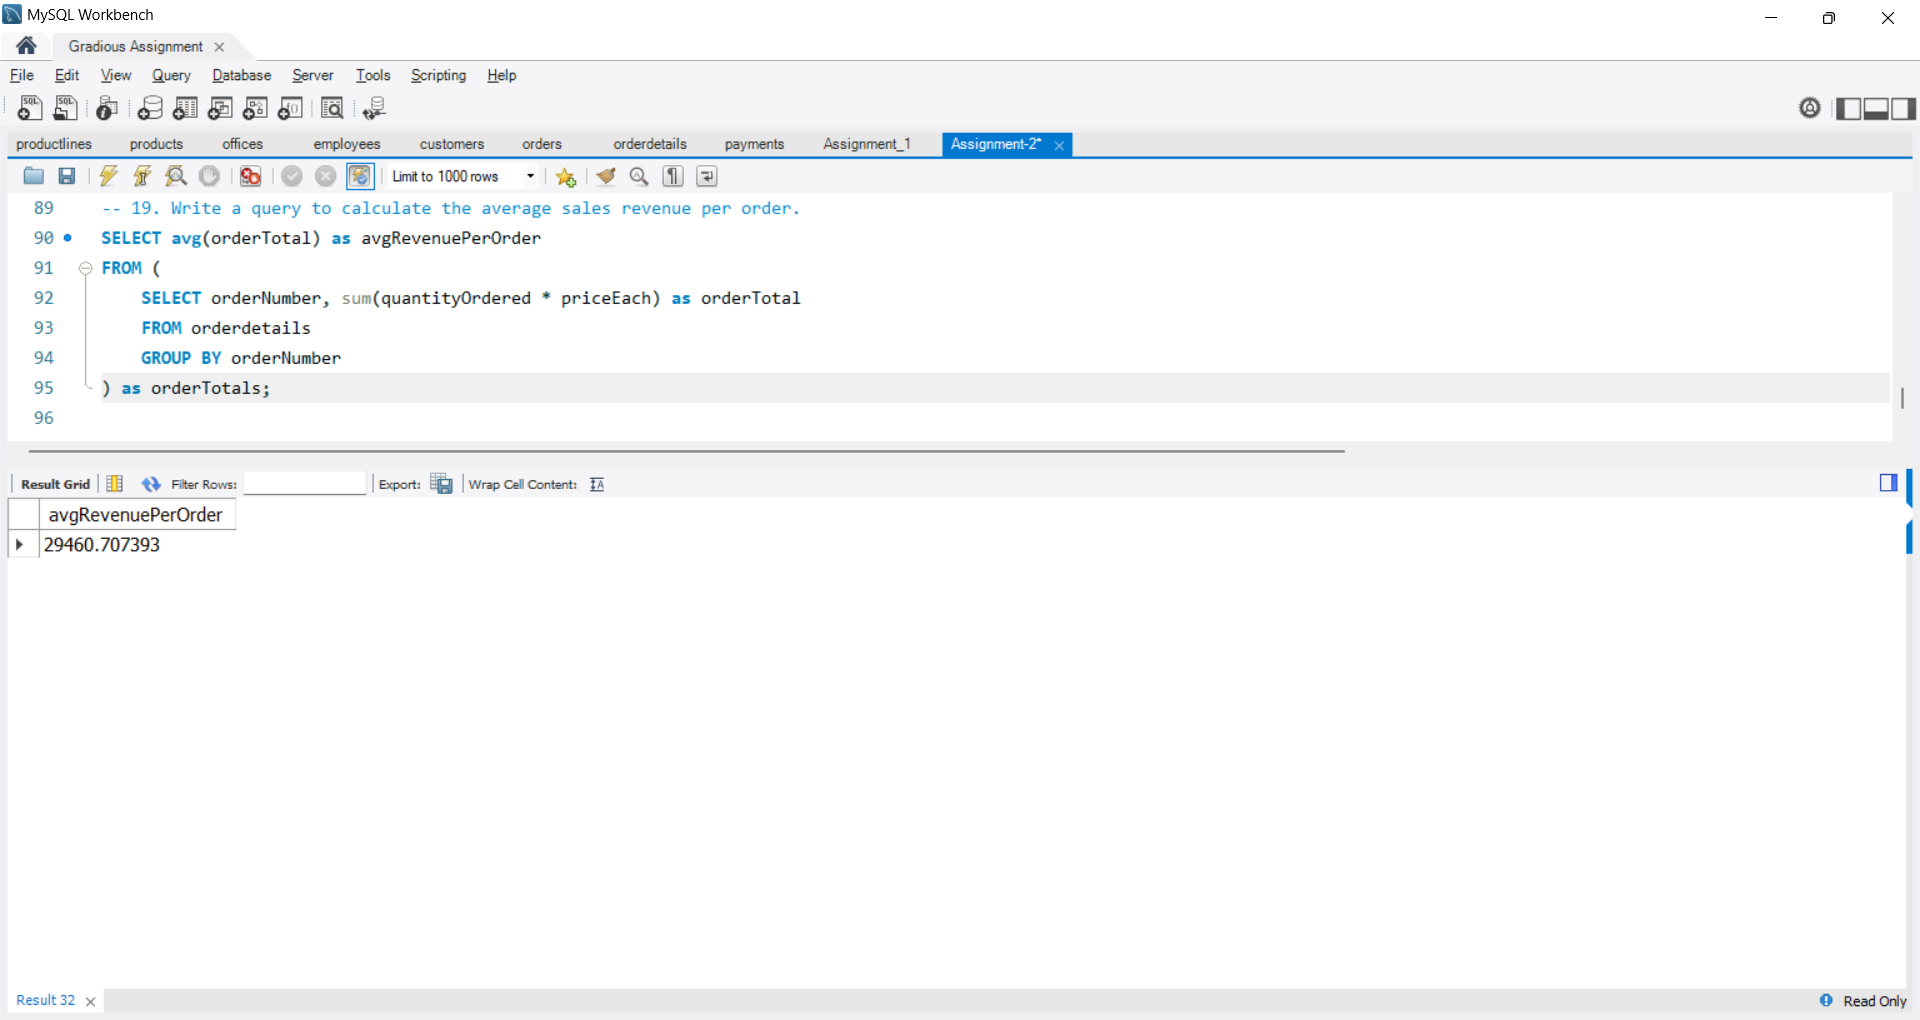 MySQL Workbench
Gradious Assignment
File Edit View Query Database Server Tools Scripting Help
productlines products offices employees customers orders orderdetails payments Assignment_1 Assignment-2*
Limit to 1000 rows
89 -- 19. Write a query to calculate the average sales revenue per order.
90 SELECT avg(orderTotal) as avgRevenuePerOrder
91 FROM (
92 SELECT orderNumber, sum(quantityOrdered * priceEach) as orderTotal
93 FROM orderdetails
94 GROUP BY orderNumber
95 ) as orderTotals;
96
Result Grid Filter Rows: Export: Wrap Cell Content:
avgRevenuePerOrder
29460.707393
Result 32 Read Only